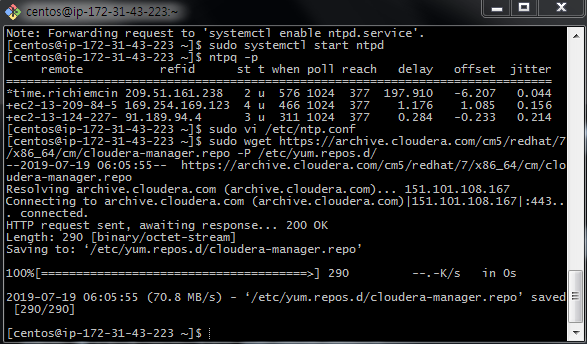 centos@ip-172-31-43-223:~
Note: Forwarding request to 'systemctl enable ntpd.service'.
[centos@ip-172-31-43-223 ~]$ sudo systemctl start ntpd
[centos@ip-172-31-43-223 ~]$ ntpq -p
     remote           refid      st t when poll reach   delay   offset  jitter
==============================================================================
*time.richiemcin 209.51.161.238   2 u  576 1024  377  197.910   -6.207   0.044
+ec2-13-209-84-5 169.254.169.123  4 u  466 1024  377    1.176    1.085   0.156
+ec2-13-124-227- 91.189.94.4      3 u  311 1024  377    0.284   -0.233   0.214
[centos@ip-172-31-43-223 ~]$ sudo vi /etc/ntp.conf
[centos@ip-172-31-43-223 ~]$ sudo wget https://archive.cloudera.com/cm5/redhat/7
/x86_64/cm/cloudera-manager.repo -P /etc/yum.repos.d/
--2019-07-19 06:05:55--  https://archive.cloudera.com/cm5/redhat/7/x86_64/cm/clo
udera-manager.repo
Resolving archive.cloudera.com (archive.cloudera.com)... 151.101.108.167
Connecting to archive.cloudera.com (archive.cloudera.com)|151.101.108.167|:443..
. connected.
HTTP request sent, awaiting response... 200 OK
Length: 290 [binary/octet-stream]
Saving to: ‘/etc/yum.repos.d/cloudera-manager.repo’
100%[======================================>] 290         --.-K/s   in 0s
2019-07-19 06:05:55 (70.8 MB/s) - ‘/etc/yum.repos.d/cloudera-manager.repo’ saved
 [290/290]
[centos@ip-172-31-43-223 ~]$